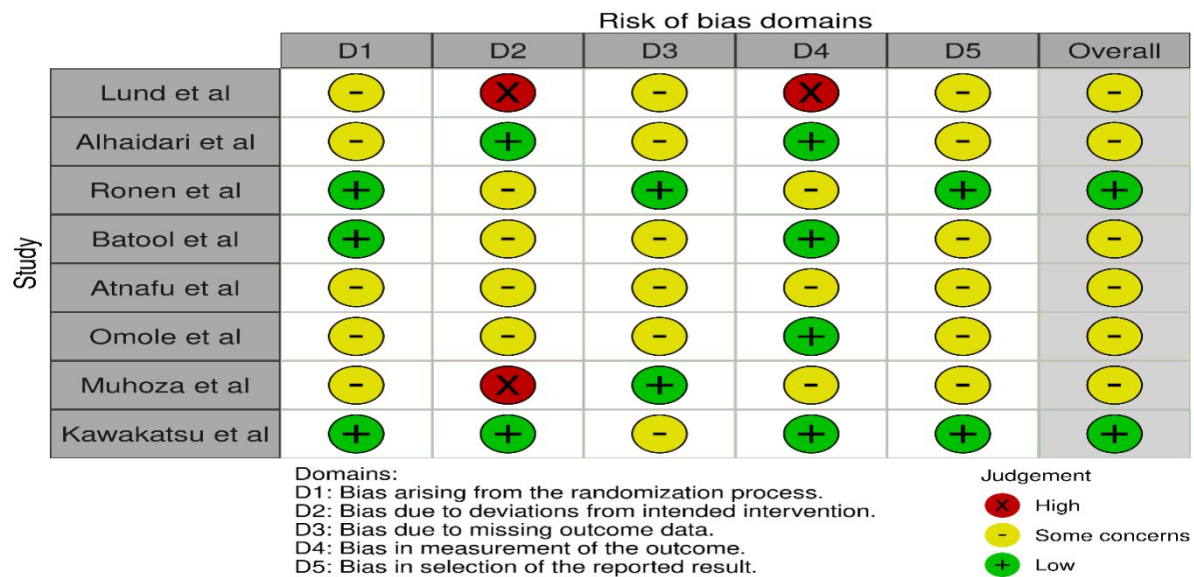 Risk of bias domains
D1 D2 D3 D4 D5 Overall
Study
Lund et al - X - X - -
Alhaidari et al - + - + - -
Ronen et al + - + - + +
Batool et al + - - + - -
Atnafu et al - - - - - -
Omole et al - - - + - -
Muhoza et al - X + - - -
Kawakatsu et al + + - + + +
Domains:
D1: Bias arising from the randomization process.
D2: Bias due to deviations from intended intervention.
D3: Bias due to missing outcome data.
D4: Bias in measurement of the outcome.
D5: Bias in selection of the reported result.
Judgement
X High
- Some concerns
+ Low